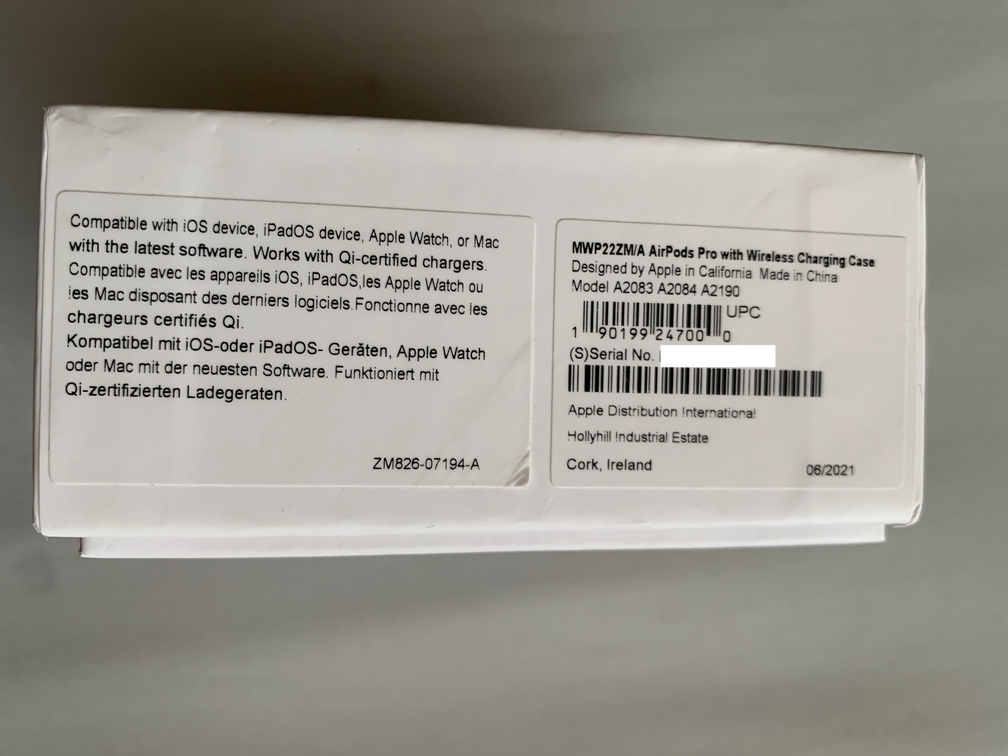 Compatible with iOS device, iPadOS device, Apple Watch, or Mac
with the latest software. Works with Qi-certified chargers.
Compatible avec les appareils iOS, iPadOS,les Apple Watch ou
les Mac disposant des derniers logiciels.Fonctionne avec les
chargeurs certifiés Qi.
Kompatibel mit iOS-oder iPadOS- Geräten, Apple Watch
oder Mac mit der neuesten Software. Funktioniert mit
Qi-zertifizierten Ladegeraten.
ZM826-07194-A
MWP22ZM/A AirPods Pro with Wireless Charging Case
Designed by Apple in California Made in China
Model A2083 A2084 A2190
UPC
1 90199 24700 0
(S)Serial No.
Apple Distribution International
Hollyhill Industrial Estate
Cork, Ireland
06/2021